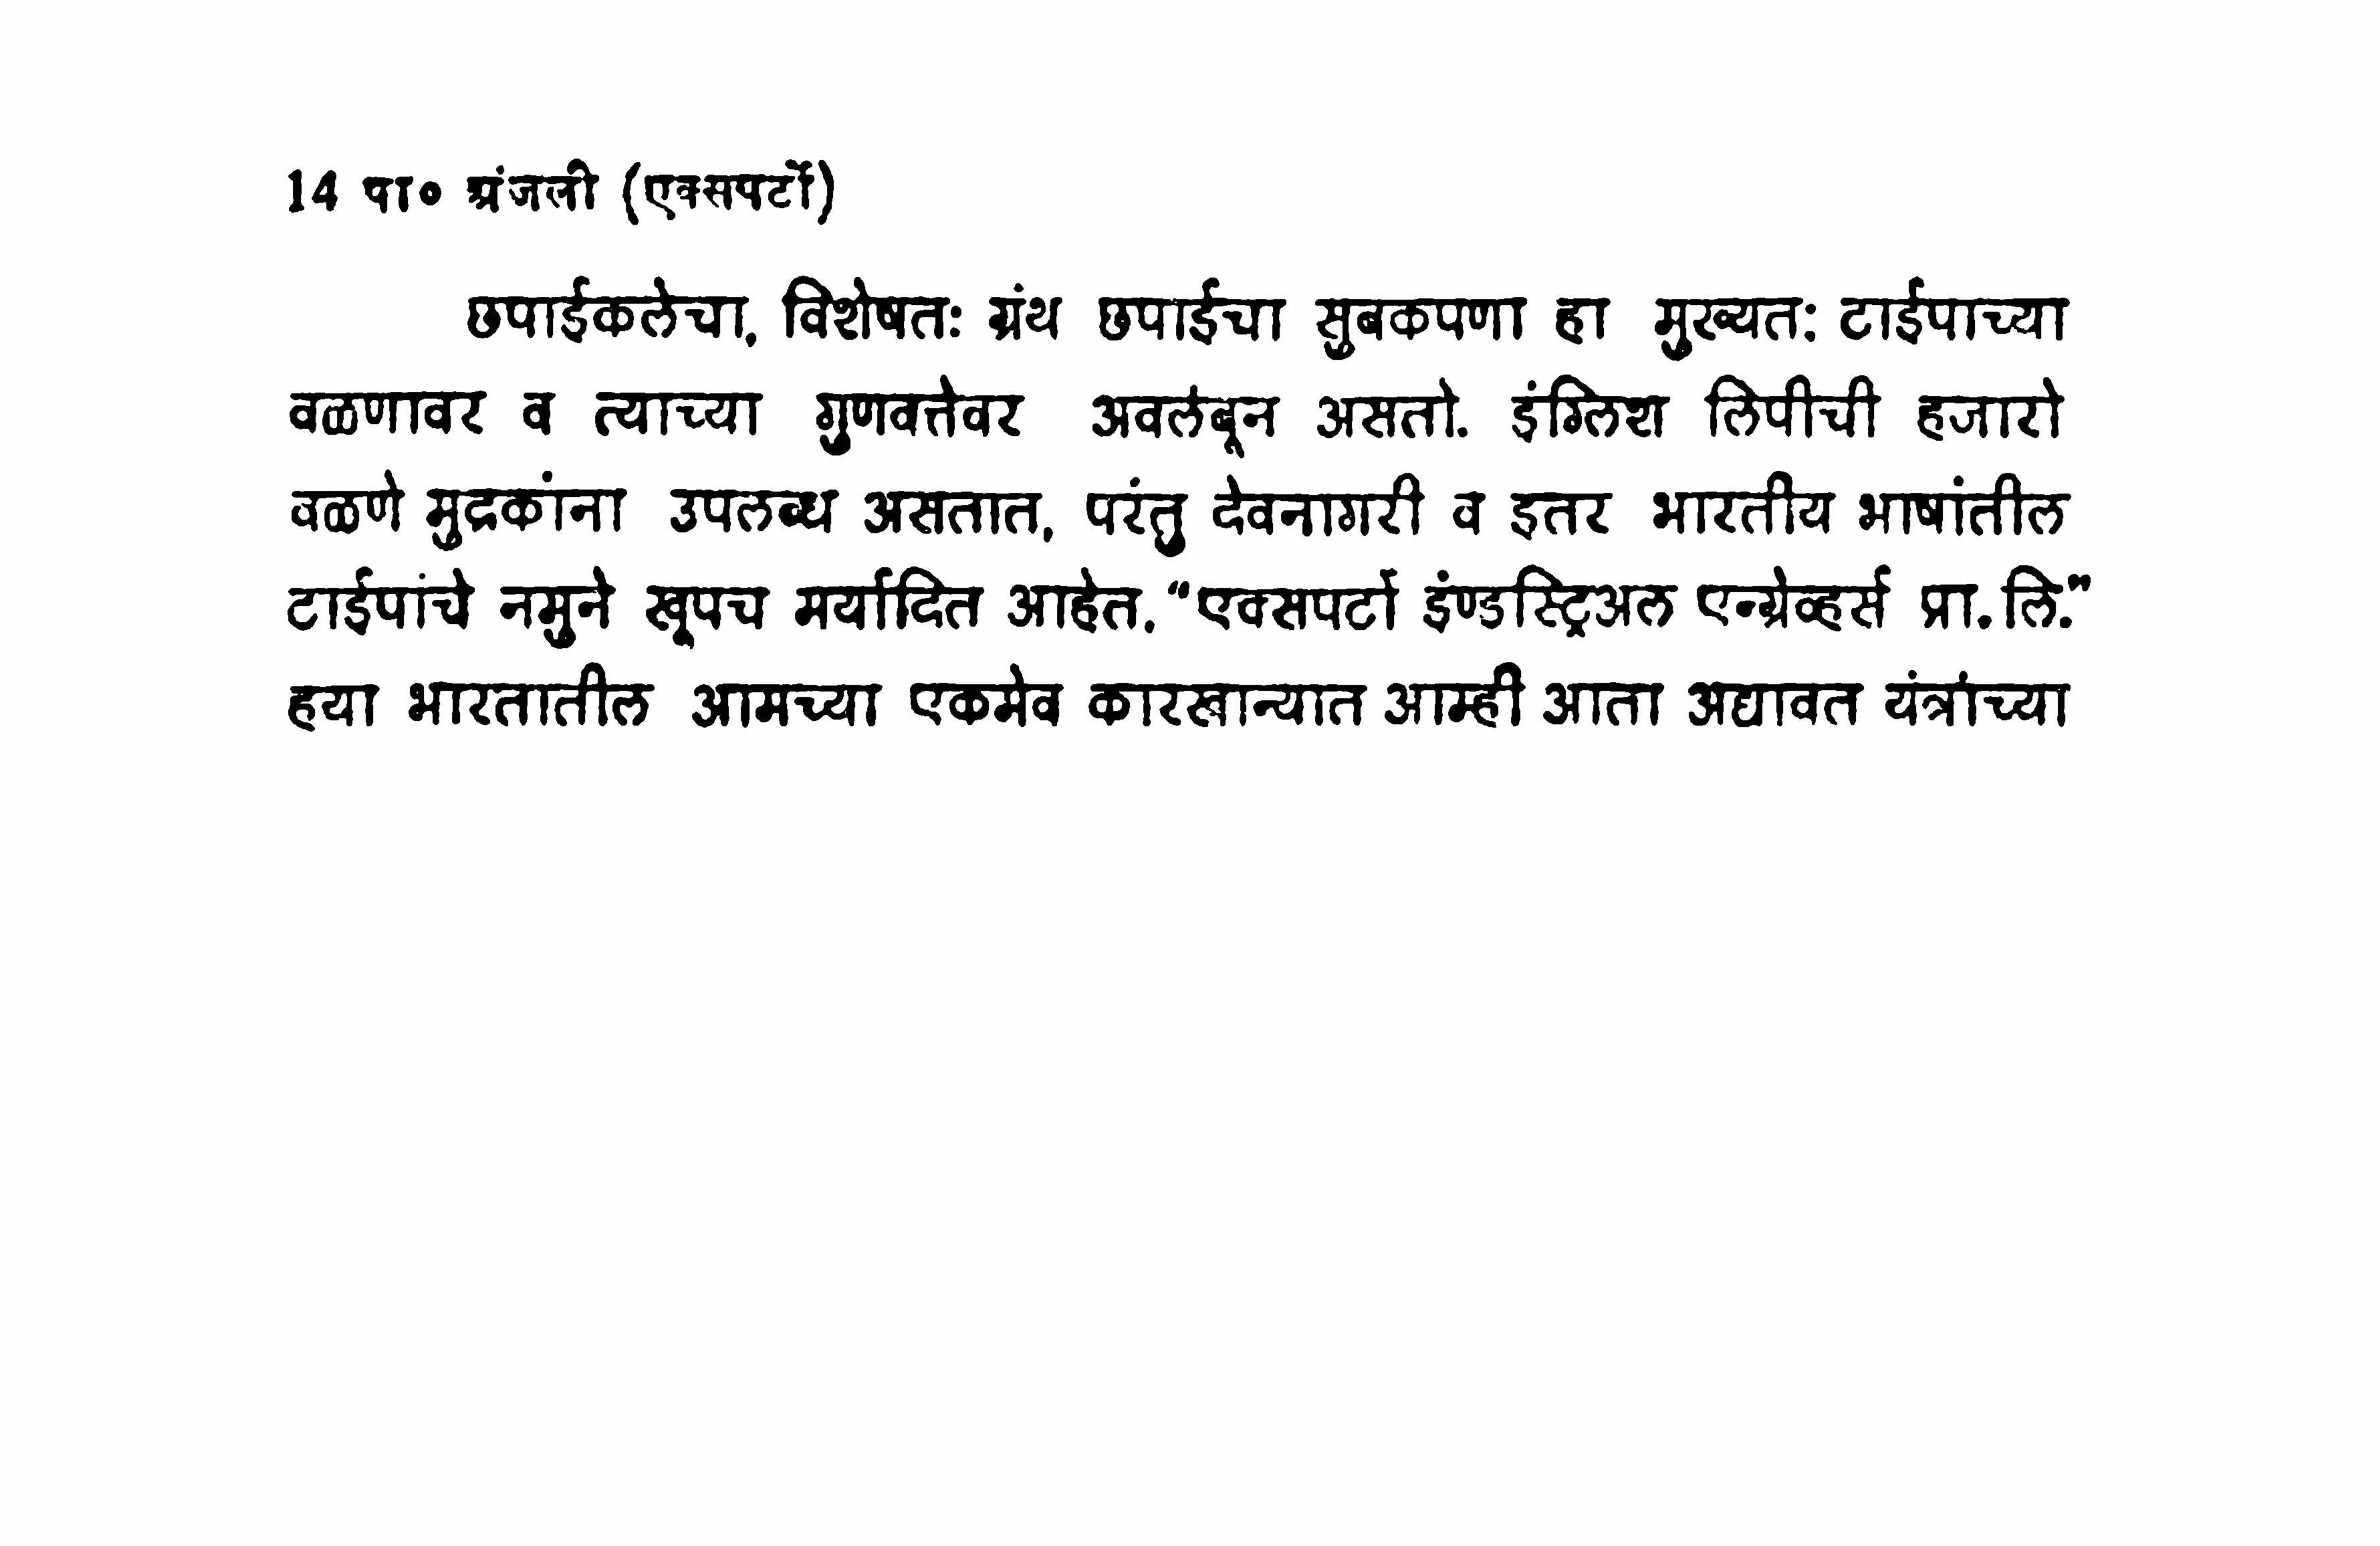 14 पा० ग्रंजली (एक्सपर्टो)
छपाईकलेचा, विशेषतः ग्रंथ छपाईचा सुबकपणा हा मुख्यतः टाईपाच्या
वळणावर व त्याच्या गुणवत्तेवर अवलंबून असतो. इंग्लिश लिपीची हजारो
वळणे मुद्रकांना उपलब्ध असतात, परंतु देवनागरी व इतर भारतीय भाषांतील
टाईपांचे नमुने खूपच मर्यादित आहेत. “एक्सपर्टो इंण्डस्ट्रिअल एन्ग्रेव्हर्स प्रा. लि.”
हया भारतातील आमच्या एकमेव कारखान्यात आम्ही आता अद्यावत यंत्रांच्या